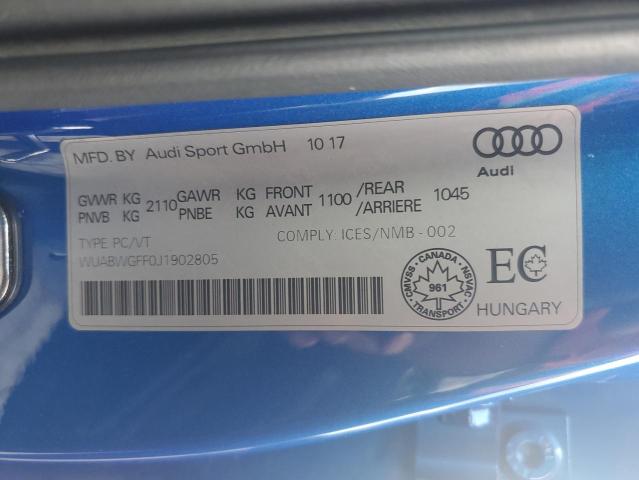 MFD. BY Audi Sport GmbH 10 17
Audi
GVWR KG 2110 GAWR KG FRONT 1100 /REAR 1045
PNVB KG PNBE KG AVANT /ARRIERE
TYPE PC/VT COMPLY: ICES/NMB - 002
WUABWGFF0J1902805
CMVSS - CANADA - NSVAC
961
TRANSPORT
EC
HUNGARY